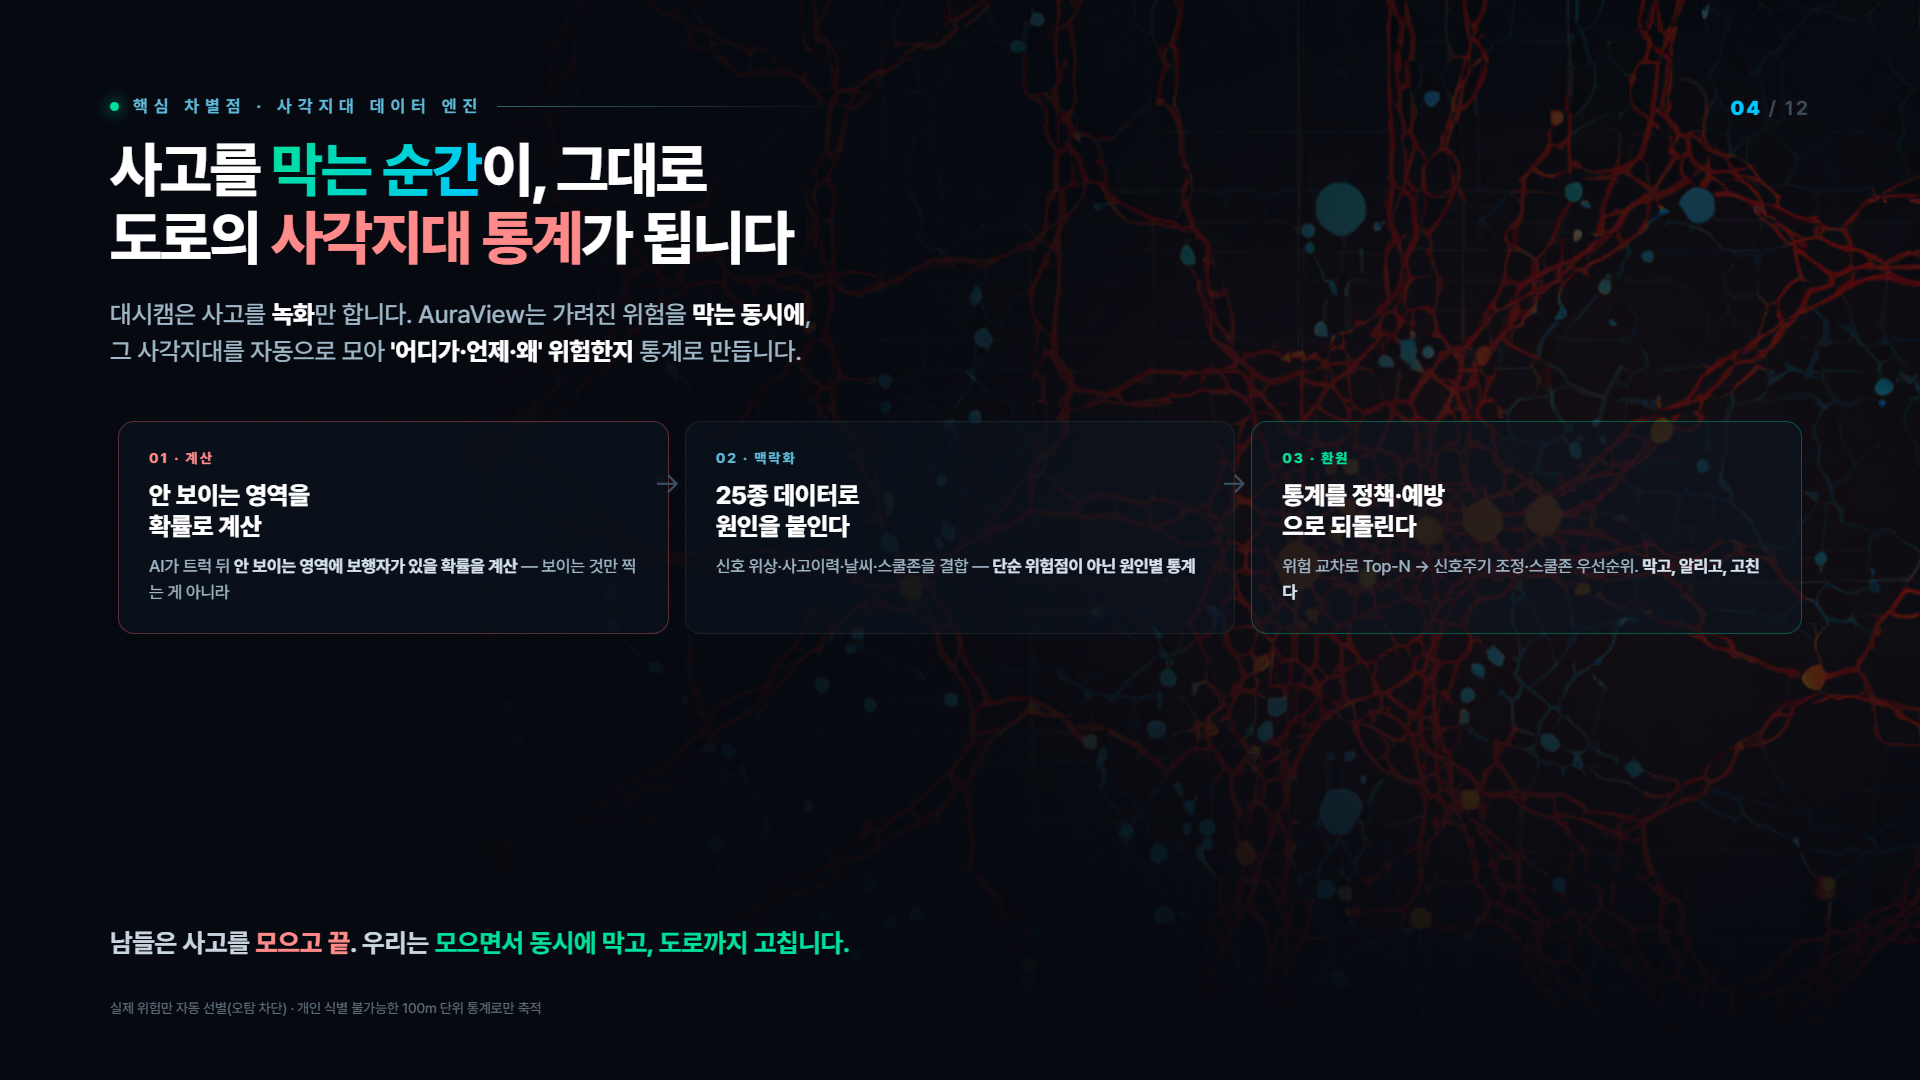 핵심 차별점 · 사각지대 데이터 엔진
04 / 12
사고를 막는 순간이, 그대로
도로의 사각지대 통계가 됩니다
대시캠은 사고를 녹화만 합니다. AuraView는 가려진 위험을 막는 동시에,
그 사각지대를 자동으로 모아 '어디가·언제·왜' 위험한지 통계로 만듭니다.
01 · 계산
안 보이는 영역을
확률로 계산
AI가 트럭 뒤 안 보이는 영역에 보행자가 있을 확률을 계산 — 보이는 것만 찍
는 게 아니라
→
02 · 맥락화
25종 데이터로
원인을 붙인다
신호 위상·사고이력·날씨·스쿨존을 결합 — 단순 위험점이 아닌 원인별 통계
→
03 · 환원
통계를 정책·예방
으로 되돌린다
위험 교차로 Top-N → 신호주기 조정·스쿨존 우선순위. 막고, 알리고, 고친
다
남들은 사고를 모으고 끝. 우리는 모으면서 동시에 막고, 도로까지 고칩니다.
실제 위험만 자동 선별(오탐 차단) · 개인 식별 불가능한 100m 단위 통계로만 축적